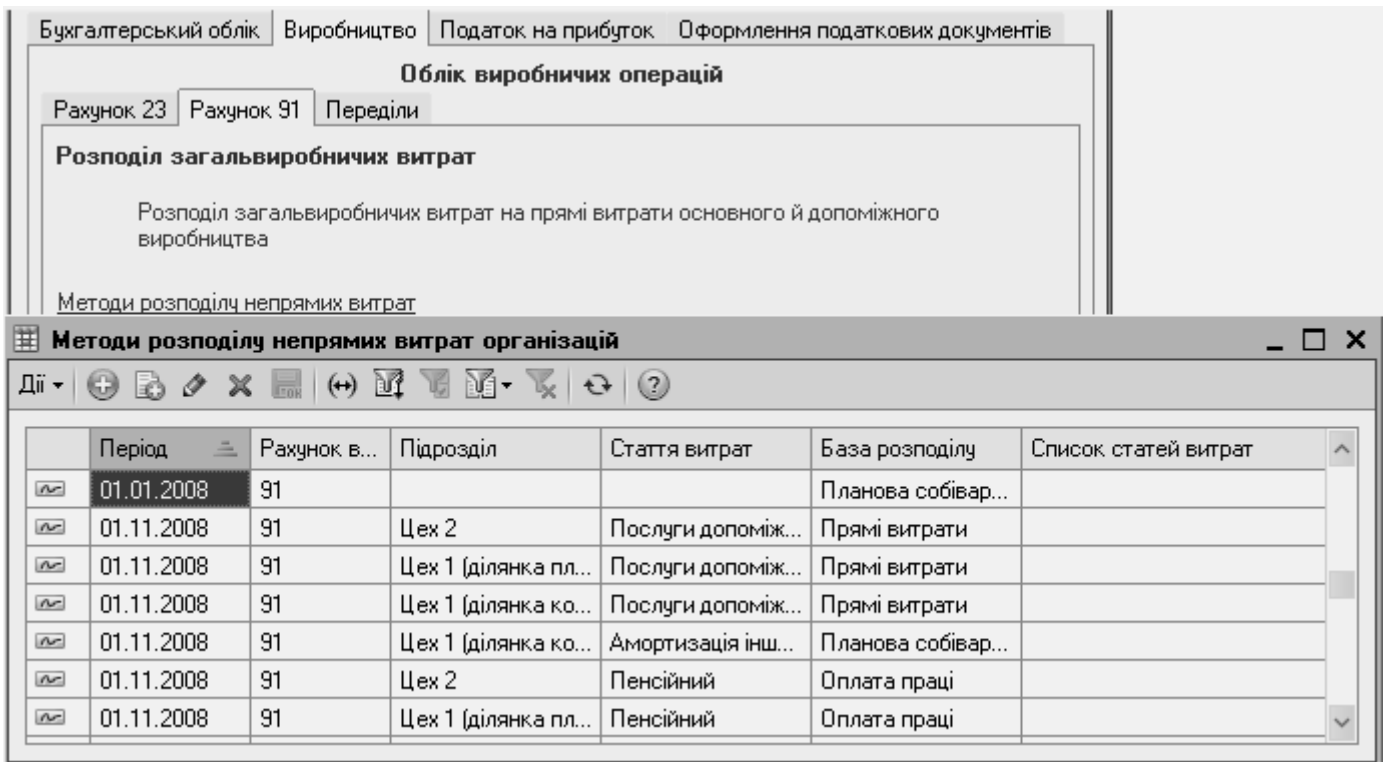 Бухгалтерський облік Виробництво Податок на прибуток Оформлення податкових документів
Облік виробничих операцій
Рахунок 23 Рахунок 91 Переділи
Розподіл загальвиробничих витрат
Розподіл загальвиробничих витрат на прямі витрати основного й допоміжного
виробництва
Методи розподілу непрямих витрат
Методи розподілу непрямих витрат організацій
Дії
Період Рахунок в... Підрозділ Стаття витрат База розподілу Список статей витрат
01.01.2008 91 Планова собівар...
01.11.2008 91 Цех 2 Послуги допоміж... Прямі витрати
01.11.2008 91 Цех 1 (ділянка пл... Послуги допоміж... Прямі витрати
01.11.2008 91 Цех 1 (ділянка ко... Послуги допоміж... Прямі витрати
01.11.2008 91 Цех 1 (ділянка ко... Амортизація інш... Планова собівар...
01.11.2008 91 Цех 2 Пенсійний Оплата праці
01.11.2008 91 Цех 1 (ділянка пл... Пенсійний Оплата праці